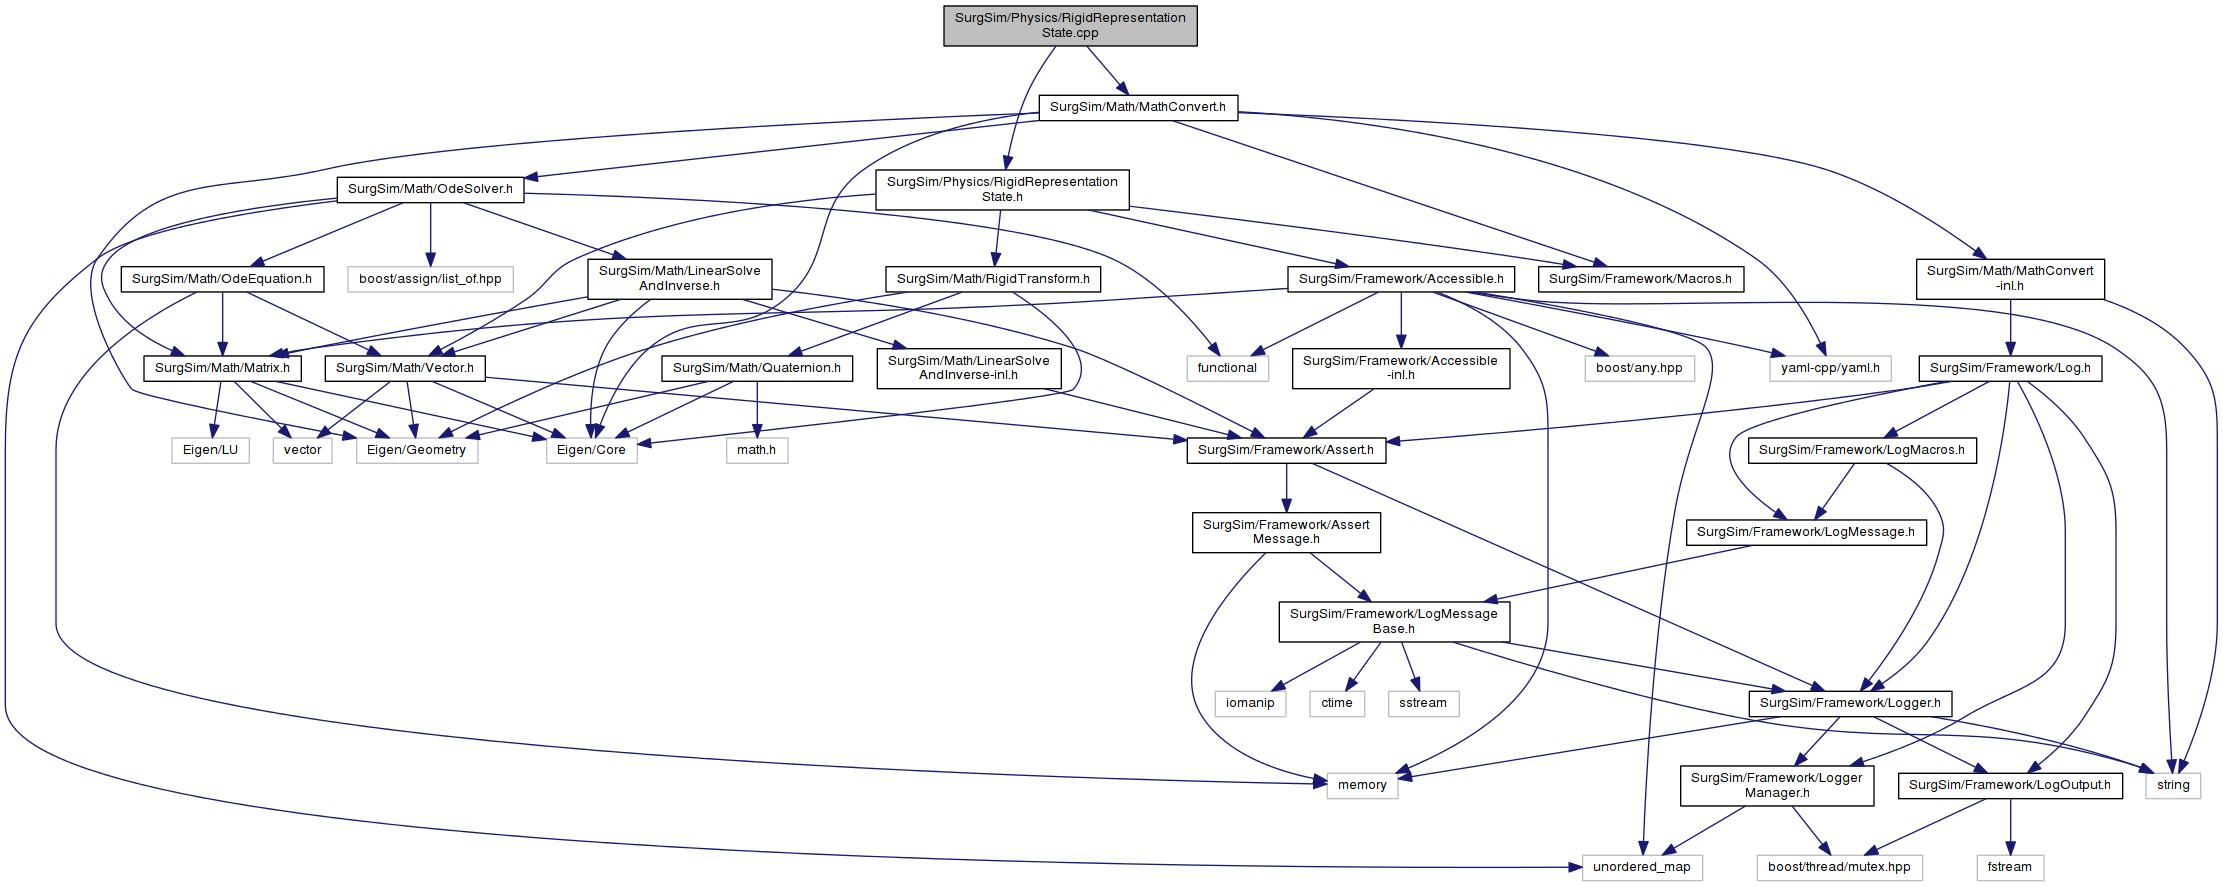 SurgSim/Physics/RigidRepresentation
State.cpp
SurgSim/Math/MathConvert.h
SurgSim/Math/OdeSolver.h
SurgSim/Physics/RigidRepresentation
State.h
SurgSim/Math/OdeEquation.h
boost/assign/list_of.hpp
SurgSim/Math/LinearSolve
AndInverse.h
SurgSim/Math/RigidTransform.h
SurgSim/Framework/Accessible.h
SurgSim/Framework/Macros.h
SurgSim/Math/MathConvert
-inl.h
SurgSim/Math/Matrix.h
SurgSim/Math/Vector.h
SurgSim/Math/Quaternion.h
SurgSim/Math/LinearSolve
AndInverse-inl.h
functional
SurgSim/Framework/Accessible
-inl.h
boost/any.hpp
yaml-cpp/yaml.h
SurgSim/Framework/Log.h
Eigen/LU
vector
Eigen/Geometry
Eigen/Core
math.h
SurgSim/Framework/Assert.h
SurgSim/Framework/LogMacros.h
SurgSim/Framework/Assert
Message.h
SurgSim/Framework/LogMessage.h
SurgSim/Framework/LogMessage
Base.h
iomanip
ctime
sstream
SurgSim/Framework/Logger.h
memory
SurgSim/Framework/Logger
Manager.h
SurgSim/Framework/LogOutput.h
string
unordered_map
boost/thread/mutex.hpp
fstream